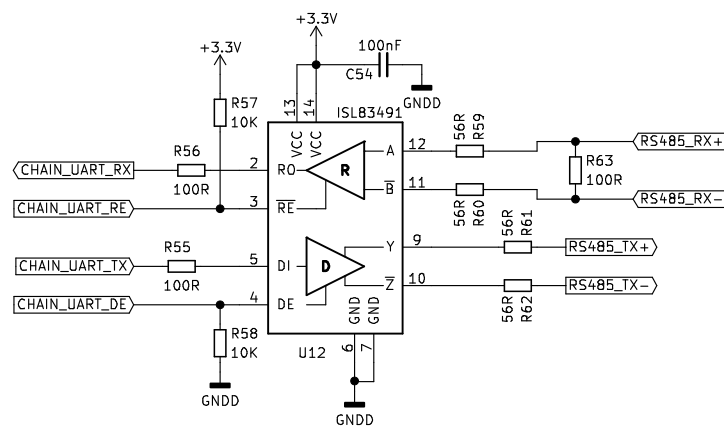 +3.3V
100nF
+3.3V
C54
GNDD
R57
10K
13
14
ISL83491
VCC
VCC
56R
R59
R56
12
A
RS485_RX+
CHAIN_UART_RX
2
RO
R
R63
100R
100R
CHAIN_UART_RE
3
RE
B
11
RS485_RX-
56R
R60
56R
R61
R55
9
Y
RS485_TX+
CHAIN_UART_TX
5
DI
D
100R
10
Z
RS485_TX-
CHAIN_UART_DE
4
DE
56R
R62
GND
GND
R58
10K
U12
6
7
GNDD
GNDD